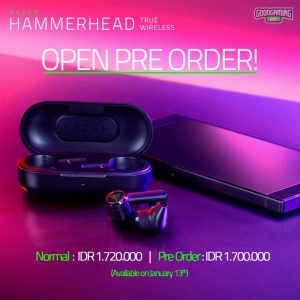 RAZER
HAMMERHEAD TRUE WIRELESS
GOODGAMING
OPEN PRE ORDER!
RAZER
Normal : IDR 1.720.000 | Pre Order : IDR 1.700.000
(Available on January 13th)